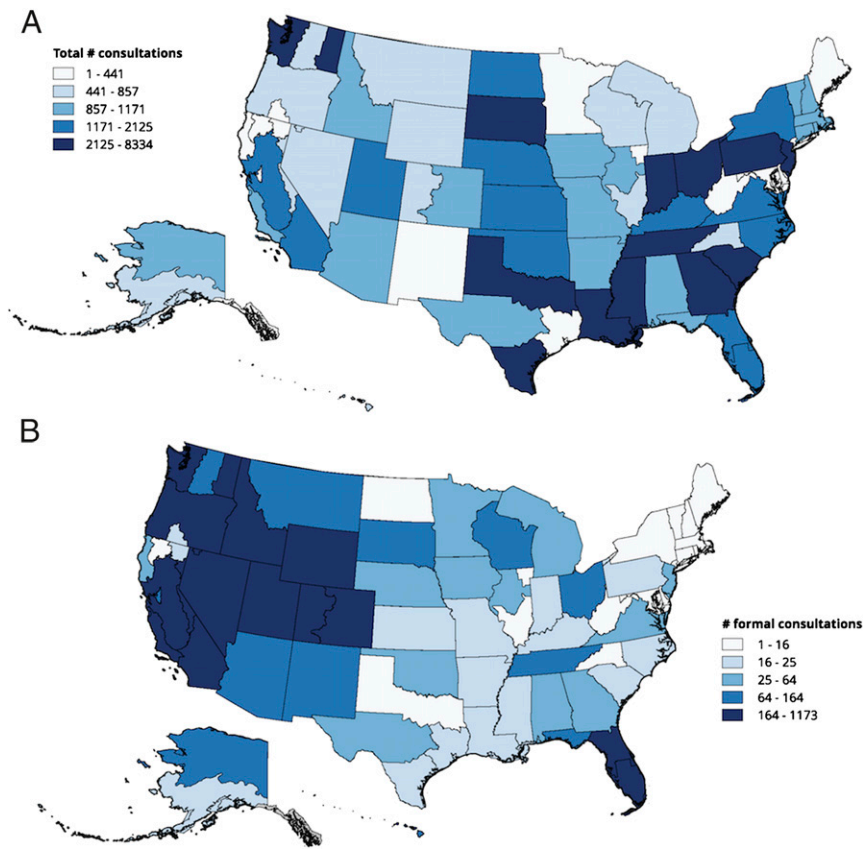 A
Total # consultations
1 - 441
441 - 857
857 - 1171
1171 - 2125
2125 - 8334
B
# formal consultations
1 - 16
16 - 25
25 - 64
64 - 164
164 - 1173